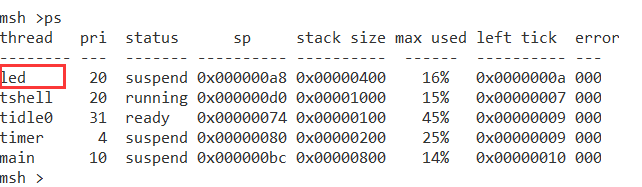 msh >ps
thread   pri  status      sp     stack size max used left tick  error
-------- ---  ------- ---------- ----------  ------  ---------- ---
led       20  suspend 0x000000a8 0x00000400    16%   0x0000000a 000
tshell    20  running 0x000000d0 0x00001000    15%   0x00000007 000
tidle0    31  ready   0x00000074 0x00000100    45%   0x00000009 000
timer      4  suspend 0x00000080 0x00000200    25%   0x00000009 000
main      10  suspend 0x000000bc 0x00000800    14%   0x00000010 000
msh >